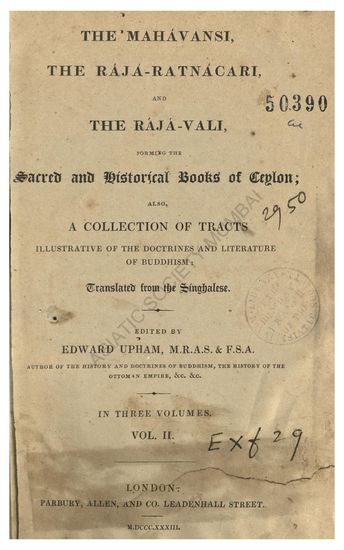 THE MAHÁVANSI,
THE RÁJÁ-RATNÁCARI,
AND
50390
THE RÁJÁ-VALI,
FORMING THE
Sacred and Historical Books of Ceylon;
ALSO,
2950
A COLLECTION OF TRACTS
ILLUSTRATIVE OF THE DOCTRINES AND LITERATURE
OF BUDDHISM:
Translated from the Singhalese.
EDITED BY
EDWARD UPHAM, M.R.A.S. & F.S.A.
AUTHOR OF THE HISTORY AND DOCTRINES OF BUDDHISM, THE HISTORY OF THE
OTTOMAN EMPIRE, &c. &c.
IN THREE VOLUMES.
VOL. II.
LONDON:
PARBURY, ALLEN, AND CO. LEADENHALL STREET.
M.DCCC.XXXIII.
ASIATIC SOCIETY MUMBAI